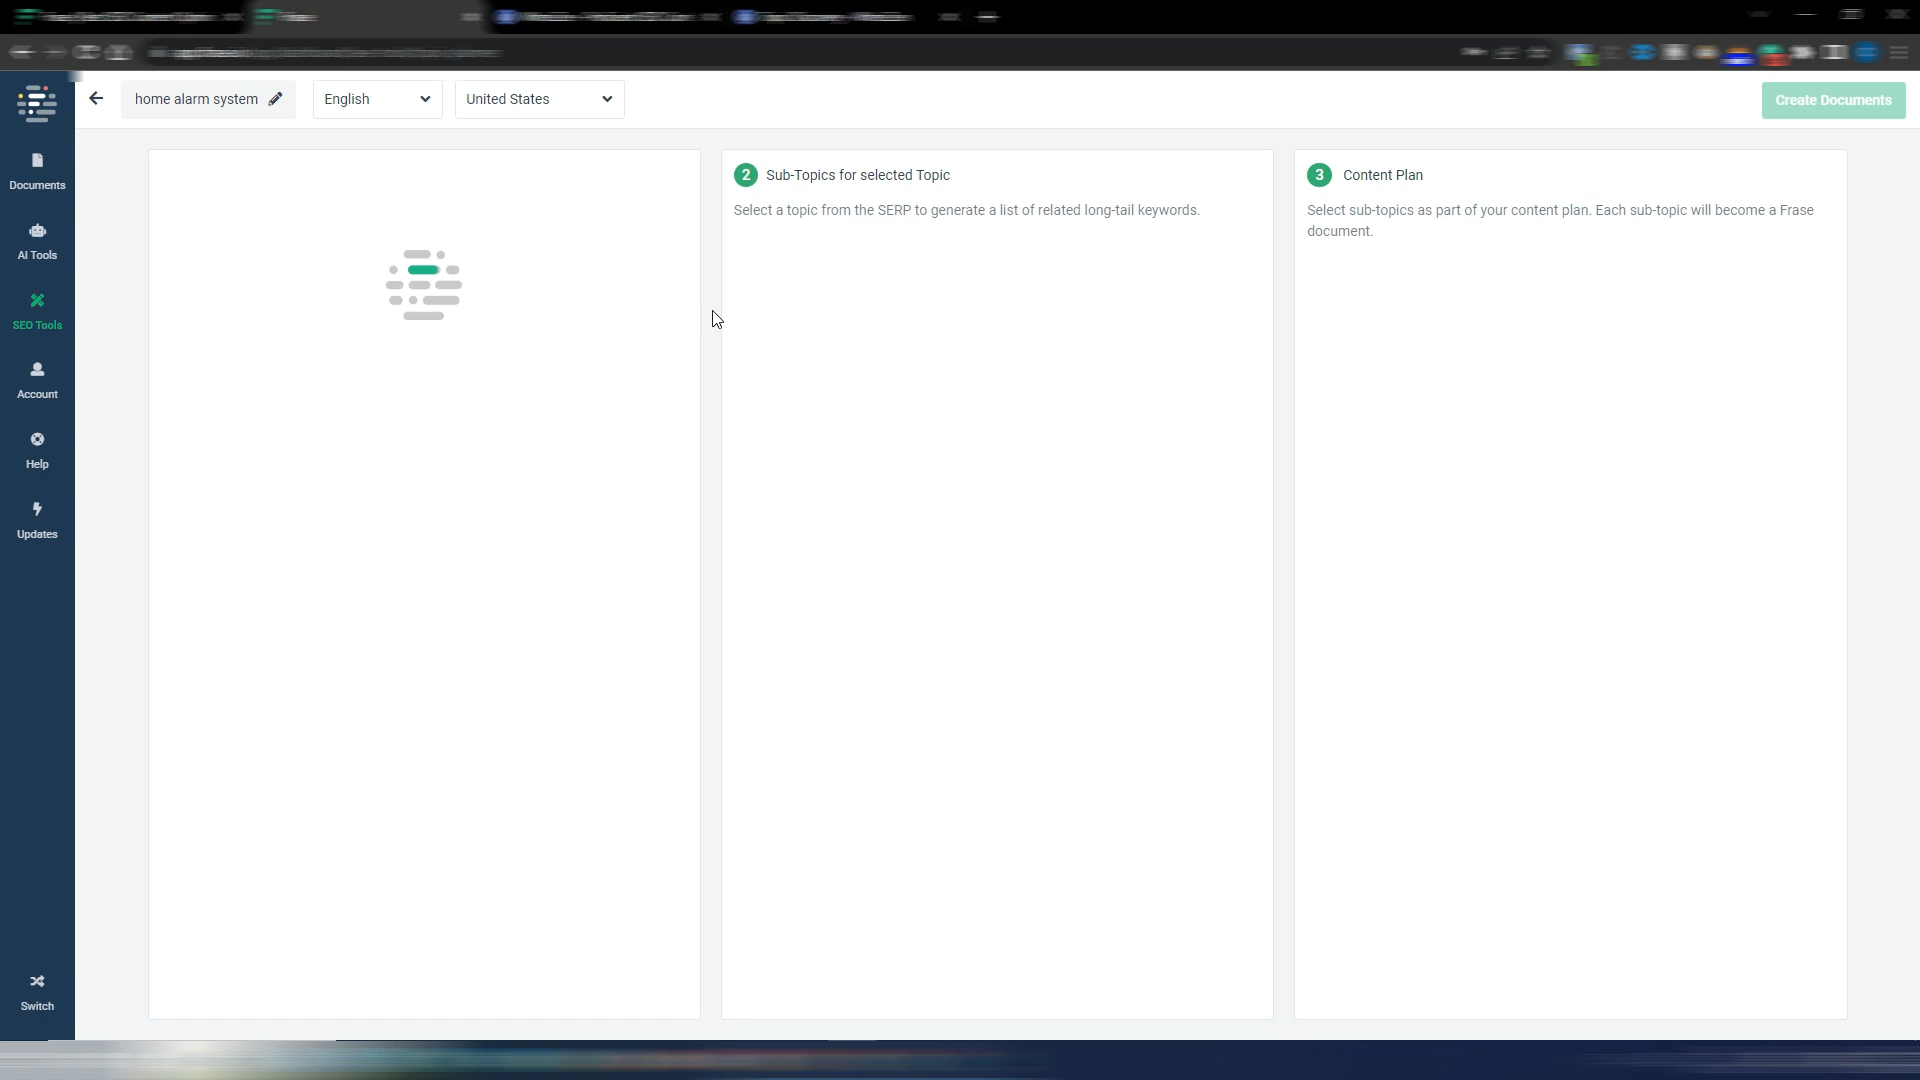 home alarm system
English
United States
Create Documents
Documents
AI Tools
SEO Tools
Account
Help
Updates
Switch
2 Sub-Topics for selected Topic
Select a topic from the SERP to generate a list of related long-tail keywords.
3 Content Plan
Select sub-topics as part of your content plan. Each sub-topic will become a Frase
document.